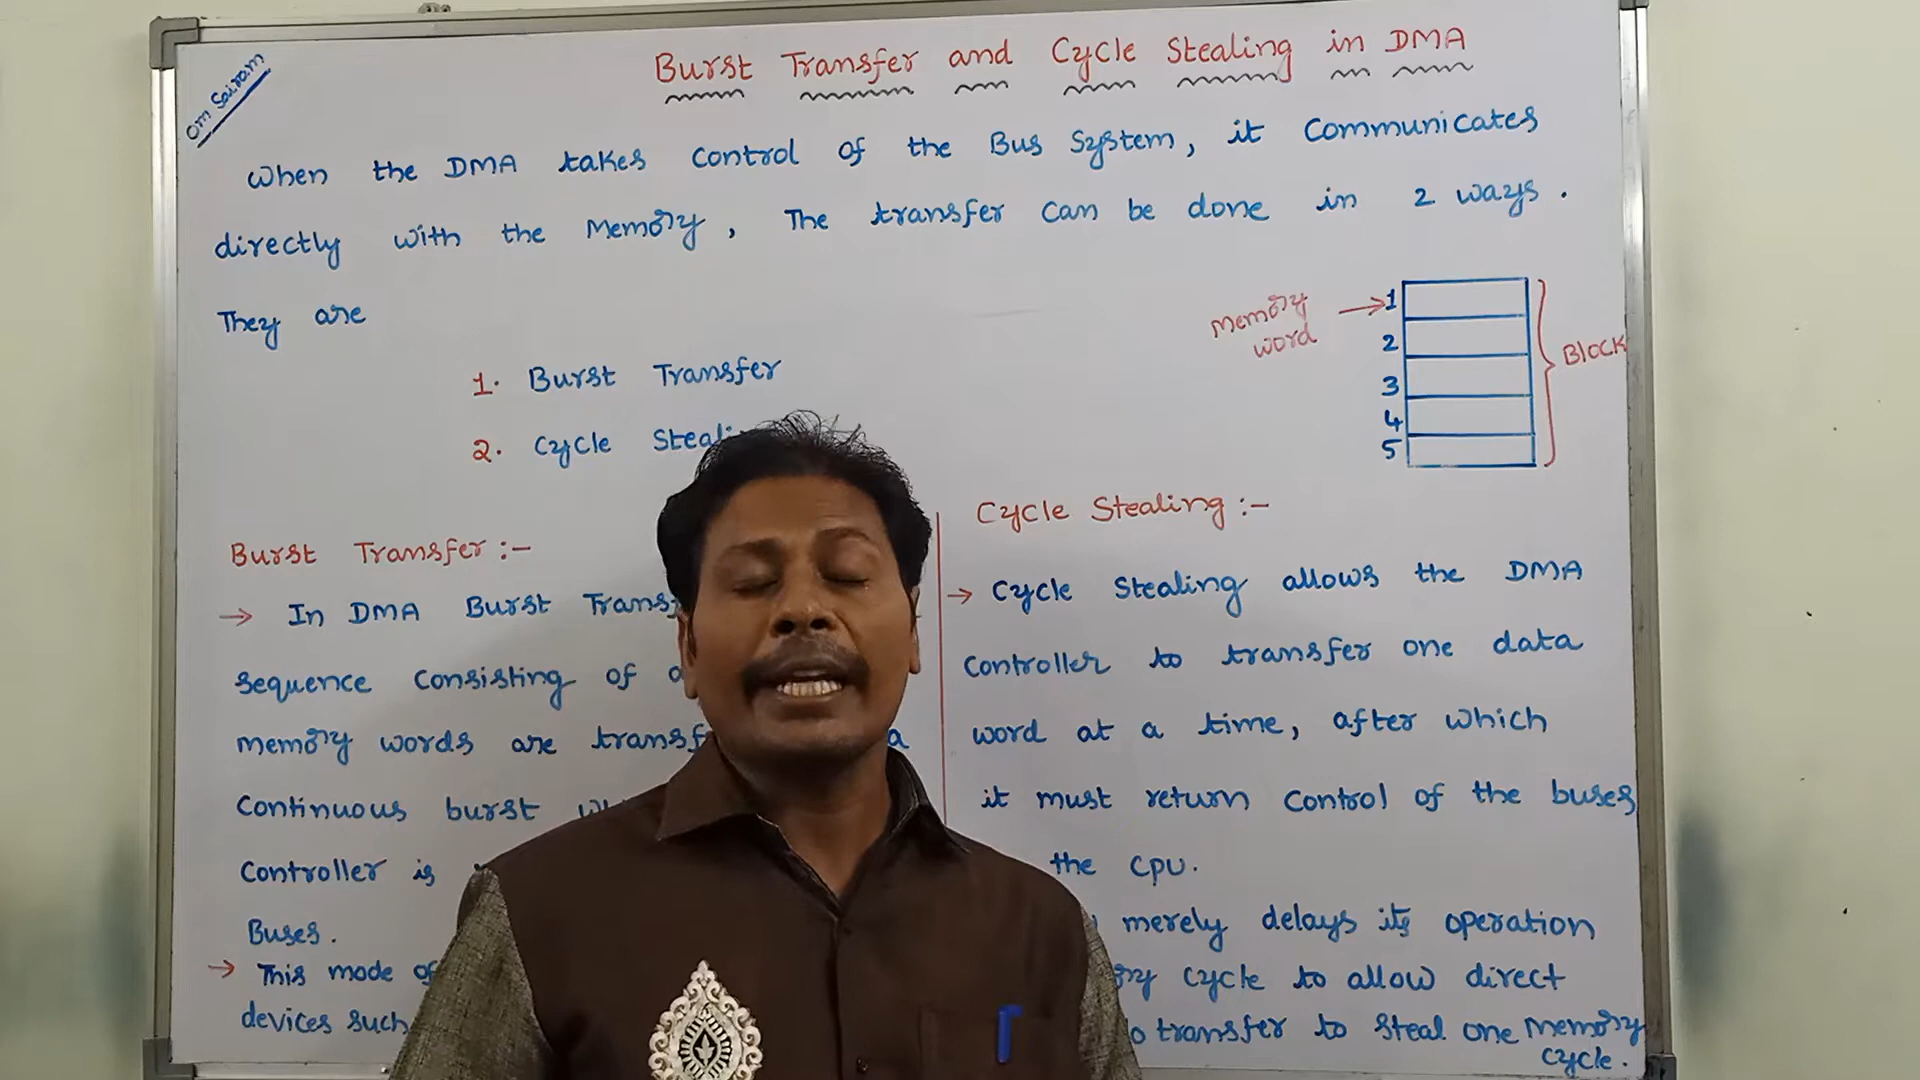 Om Sairam
Burst Transfer and Cycle Stealing in DMA
When the DMA takes control of the Bus System, it communicates
directly with the Memory, The transfer can be done in 2 ways.
They are
1. Burst Transfer
2. Cycle
Memory word → 1
2
3
4
5
Block
Burst Transfer :-
→ In DMA Burst
sequence consisting of
memory words are
a
continuous burst
controller is
Buses.
→ This mode of
devices such
Cycle Stealing :-
→ Cycle Stealing allows the DMA
controller to transfer one data
word at a time, after which
it must return control of the buses
the CPU.
merely delays its operation
cycle to allow direct
transfer to steal one memory
cycle.